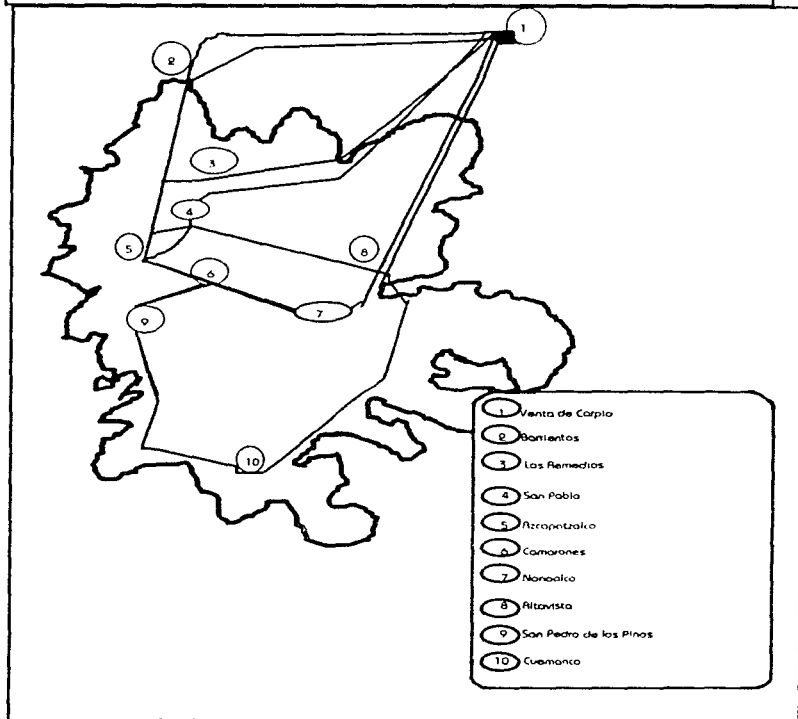 1
2
3
4
5
8
6
7
9
10
1 Venta de Carpio
2 Barrientos
3 Los Remedios
4 San Pablo
5 Azcapotzalco
6 Camarones
7 Nonoalco
8 Altavista
9 San Pedro de los Pinos
10 Cuemanco